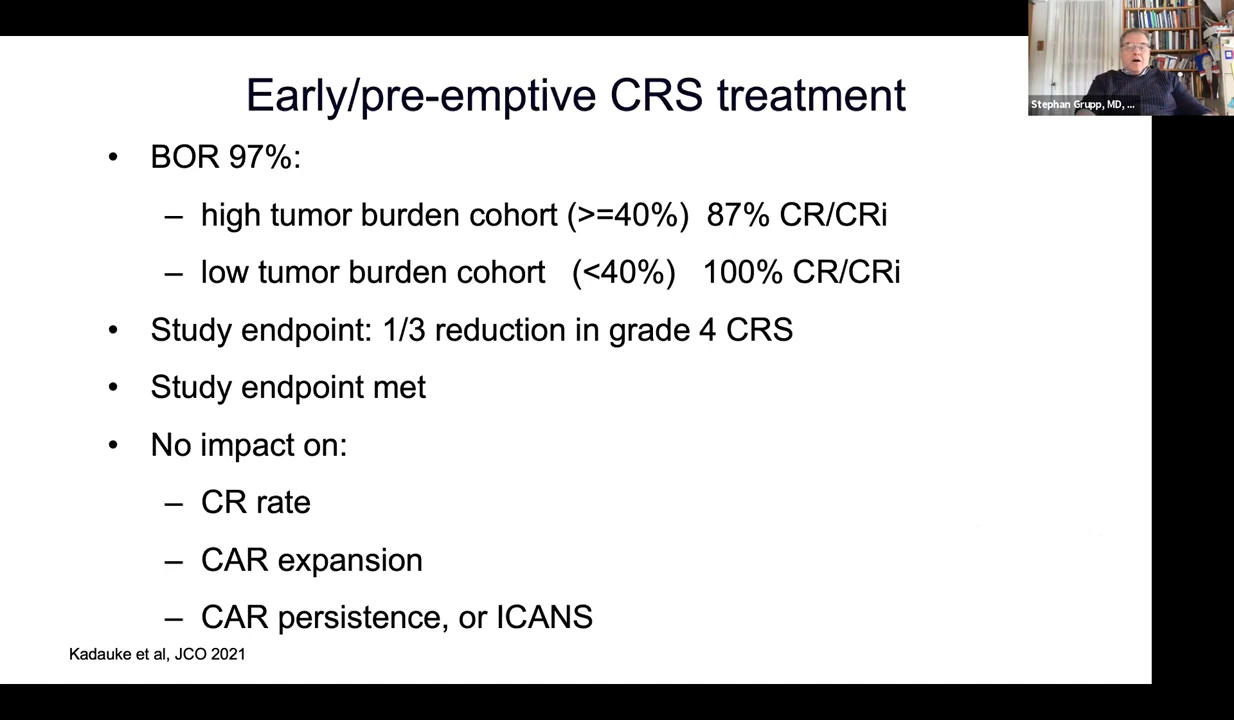 Early/pre-emptive CRS treatment
• BOR 97%:
– high tumor burden cohort (>=40%) 87% CR/CRi
– low tumor burden cohort (<40%) 100% CR/CRi
• Study endpoint: 1/3 reduction in grade 4 CRS
• Study endpoint met
• No impact on:
– CR rate
– CAR expansion
– CAR persistence, or ICANS
Kadauke et al, JCO 2021
Stephan Grupp, MD, ...